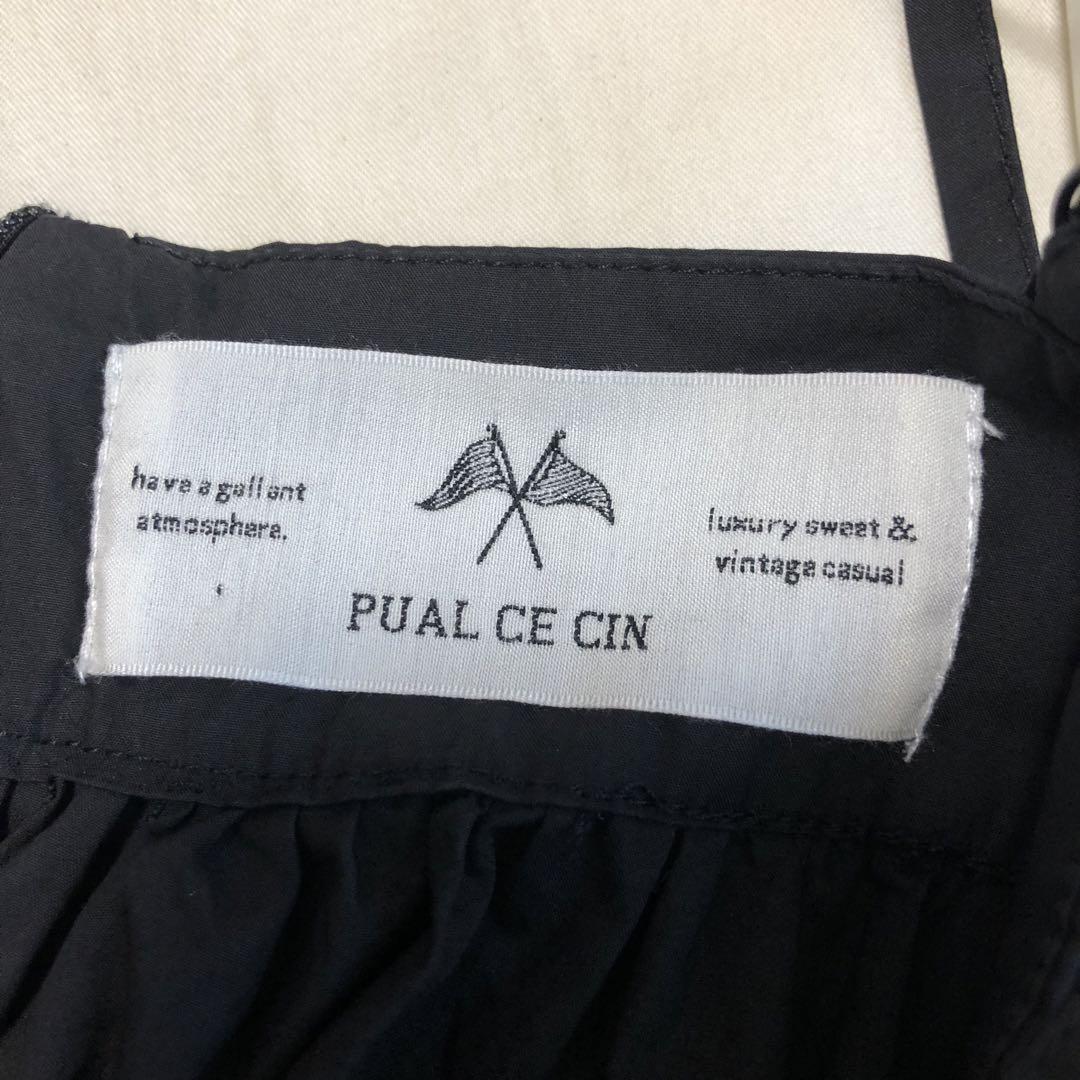 have a gallant
atmosphere.
luxury sweet &
vintage casual
PUAL CE CIN